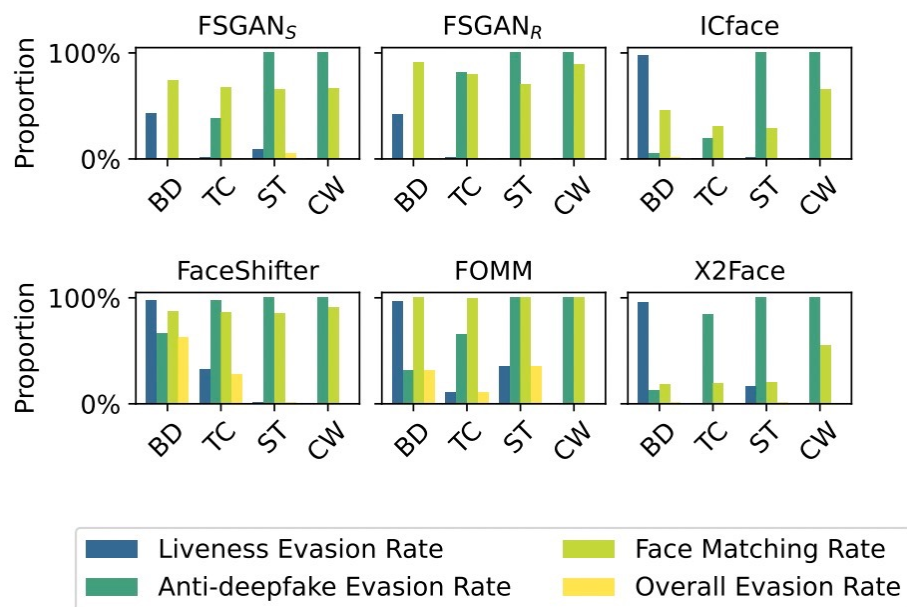 FSGAN_S FSGAN_R ICface
Proportion
100%
0%
BD TC ST CW BD TC ST CW BD TC ST CW
FaceShifter FOMM X2Face
Proportion
100%
0%
BD TC ST CW BD TC ST CW BD TC ST CW
Liveness Evasion Rate Face Matching Rate
Anti-deepfake Evasion Rate Overall Evasion Rate